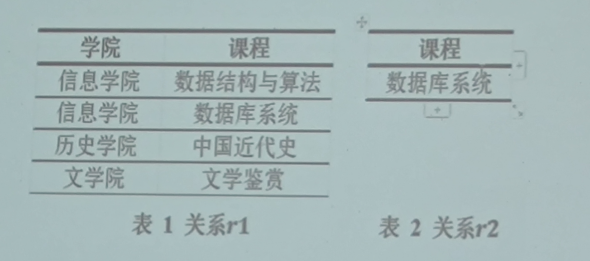 学院 课程
信息学院 数据结构与算法
信息学院 数据库系统
历史学院 中国近代史
文学院 文学鉴赏
表 1 关系r1
课程
数据库系统
表 2 关系r2